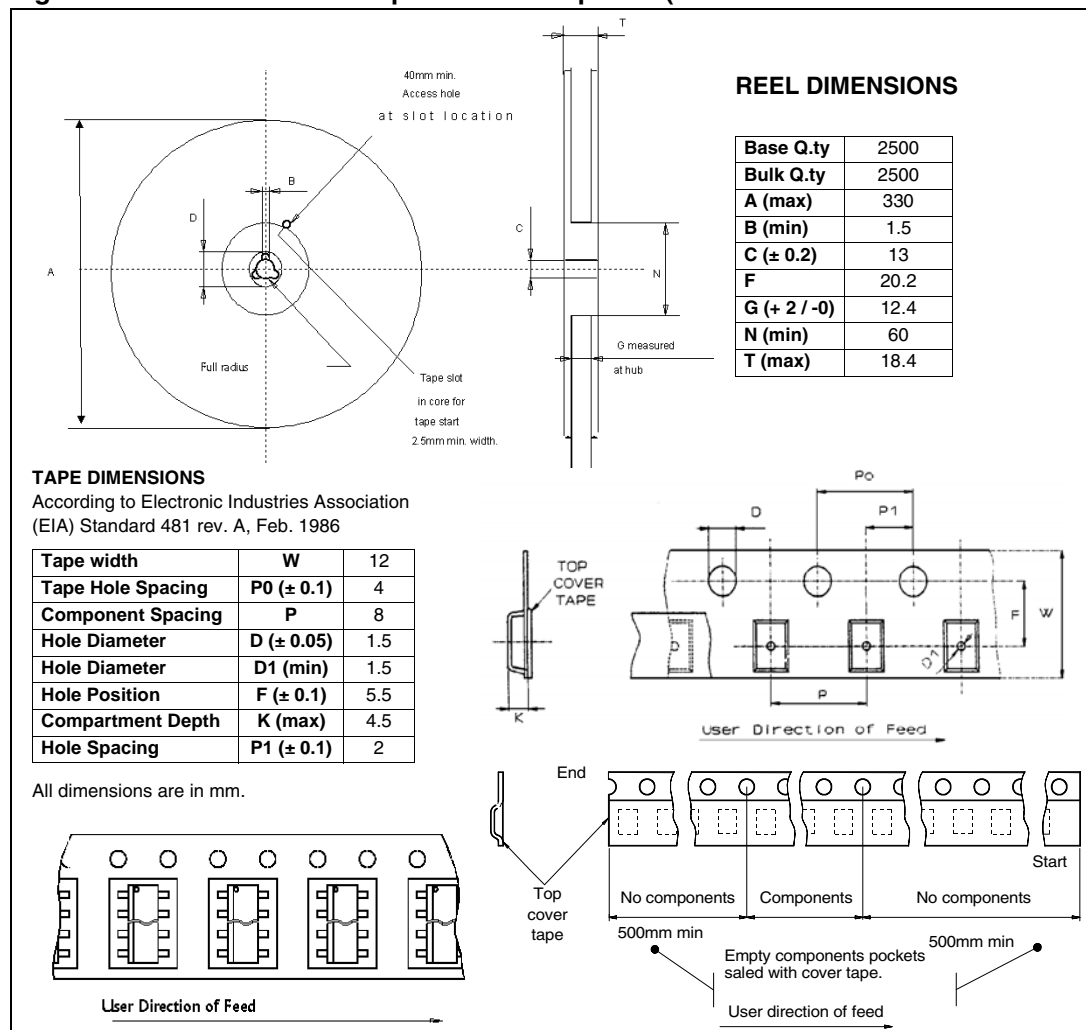 T
40mm min.
Access hole
at slot location
B
D
C
A
N
Full radius
G measured
at hub
Tape slot
in core for
tape start
2.5mm min. width.
REEL DIMENSIONS
Base Q.ty 2500
Bulk Q.ty 2500
A (max) 330
B (min) 1.5
C (± 0.2) 13
F 20.2
G (+ 2 / -0) 12.4
N (min) 60
T (max) 18.4
TAPE DIMENSIONS
According to Electronic Industries Association
(EIA) Standard 481 rev. A, Feb. 1986
Tape width W 12
Tape Hole Spacing P0 (± 0.1) 4
Component Spacing P 8
Hole Diameter D (± 0.05) 1.5
Hole Diameter D1 (min) 1.5
Hole Position F (± 0.1) 5.5
Compartment Depth K (max) 4.5
Hole Spacing P1 (± 0.1) 2
All dimensions are in mm.
Po
D
P1
TOP
COVER
TAPE
F
W
D1
P
K
User Direction of Feed
End
Start
Top
cover
tape
No components
Components
No components
500mm min
500mm min
Empty components pockets
saled with cover tape.
User direction of feed
User Direction of Feed